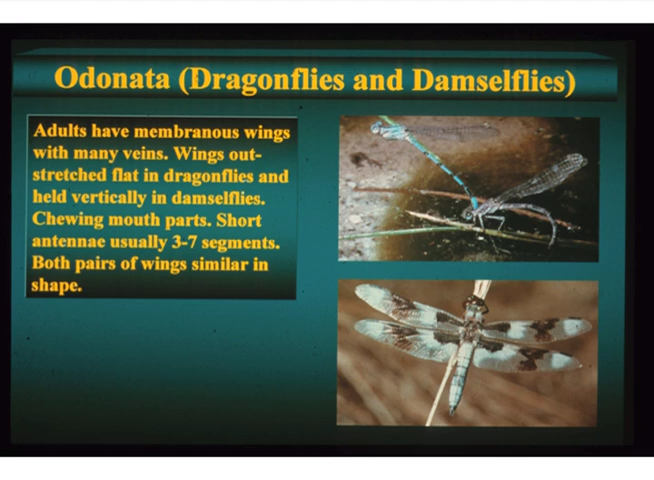 Odonata (Dragonflies and Damselflies)
Adults have membranous wings
with many veins. Wings out-
stretched flat in dragonflies and
held vertically in damselflies.
Chewing mouth parts. Short
antennae usually 3-7 segments.
Both pairs of wings similar in
shape.